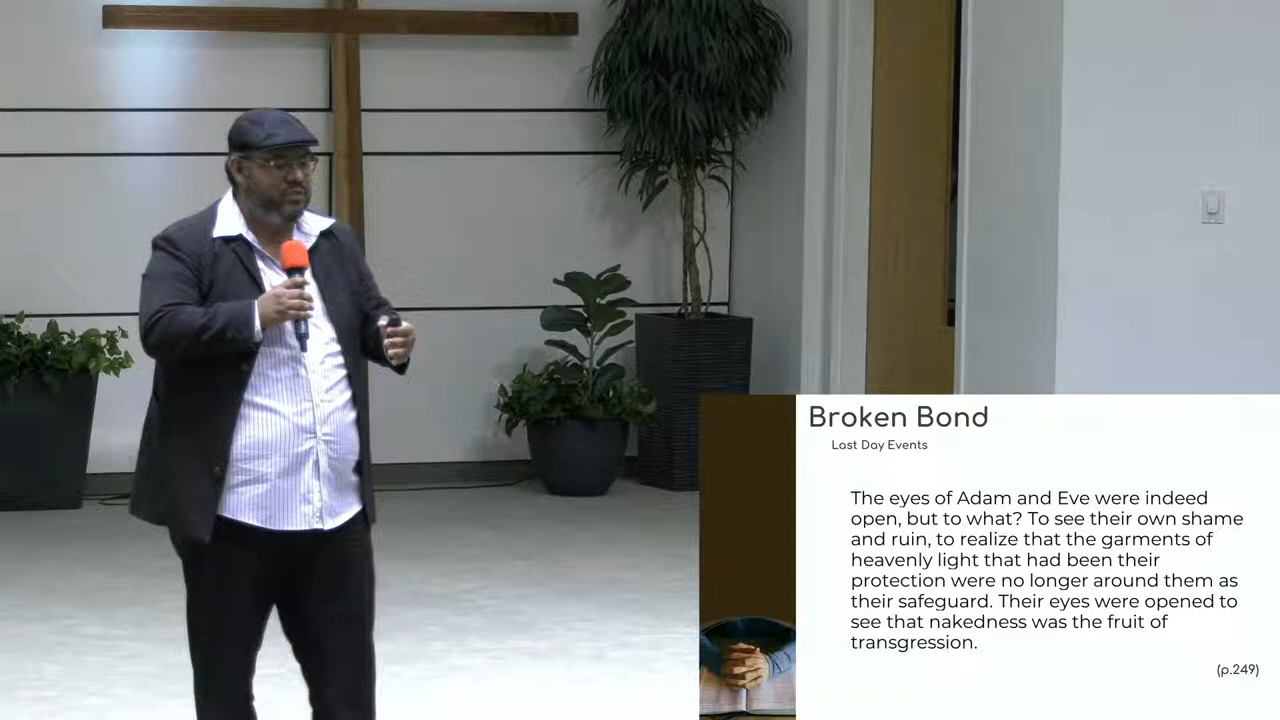 Broken Bond
Last Day Events
The eyes of Adam and Eve were indeed
open, but to what? To see their own shame
and ruin, to realize that the garments of
heavenly light that had been their
protection were no longer around them as
their safeguard. Their eyes were opened to
see that nakedness was the fruit of
transgression.
(p.249)